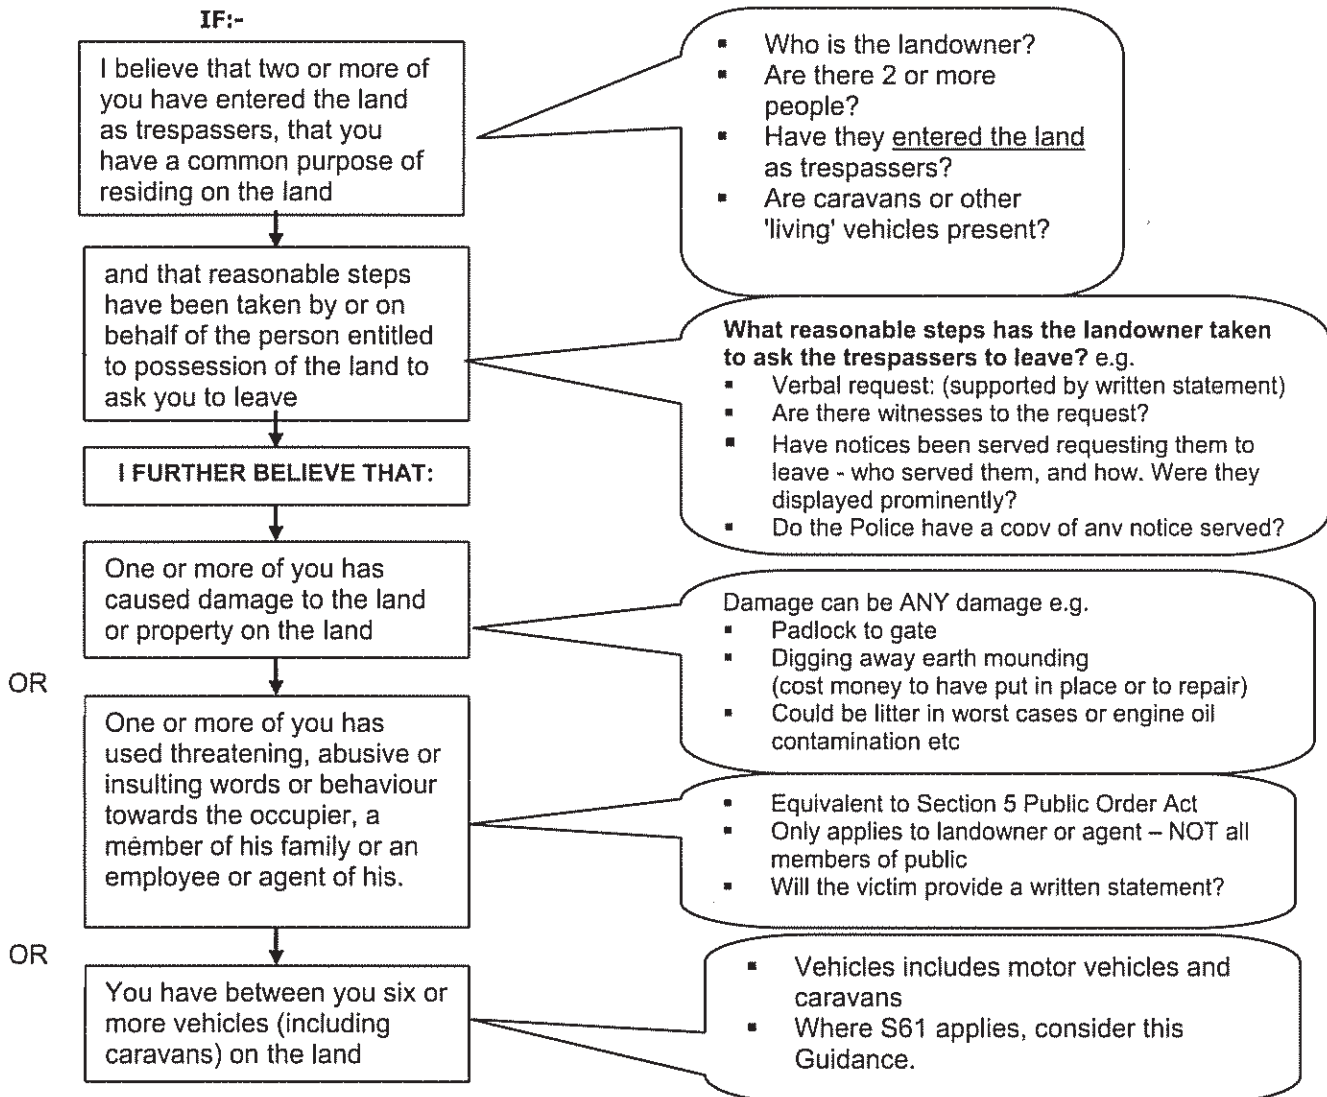 IF:-
I believe that two or more of
you have entered the land
as trespassers, that you
have a common purpose of
residing on the land
▪ Who is the landowner?
▪ Are there 2 or more
people?
▪ Have they entered the land
as trespassers?
▪ Are caravans or other
'living' vehicles present?
and that reasonable steps
have been taken by or on
behalf of the person entitled
to possession of the land to
ask you to leave
What reasonable steps has the landowner taken
to ask the trespassers to leave? e.g.
▪ Verbal request: (supported by written statement)
▪ Are there witnesses to the request?
▪ Have notices been served requesting them to
leave - who served them, and how. Were they
displayed prominently?
▪ Do the Police have a copy of any notice served?
I FURTHER BELIEVE THAT:
One or more of you has
caused damage to the land
or property on the land
Damage can be ANY damage e.g.
▪ Padlock to gate
▪ Digging away earth mounding
(cost money to have put in place or to repair)
▪ Could be litter in worst cases or engine oil
contamination etc
OR
One or more of you has
used threatening, abusive or
insulting words or behaviour
towards the occupier, a
member of his family or an
employee or agent of his.
▪ Equivalent to Section 5 Public Order Act
▪ Only applies to landowner or agent – NOT all
members of public
▪ Will the victim provide a written statement?
OR
You have between you six or
more vehicles (including
caravans) on the land
▪ Vehicles includes motor vehicles and
caravans
▪ Where S61 applies, consider this
Guidance.